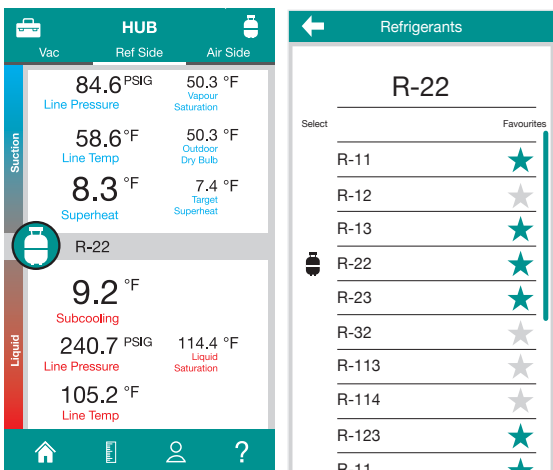 HUB
Vac Ref Side Air Side
84.6 PSIG 50.3 °F
Line Pressure Vapour
Saturation
58.6 °F 50.3 °F
Line Temp Outdoor
Dry Bulb
8.3 °F 7.4 °F
Superheat Target
Superheat
Suction
R-22
9.2 °F
Subcooling
240.7 PSIG 114.4 °F
Line Pressure Liquid
Saturation
105.2 °F
Line Temp
Liquid
?
Refrigerants
R-22
Select Favourites
R-11
R-12
R-13
R-22
R-23
R-32
R-113
R-114
R-123